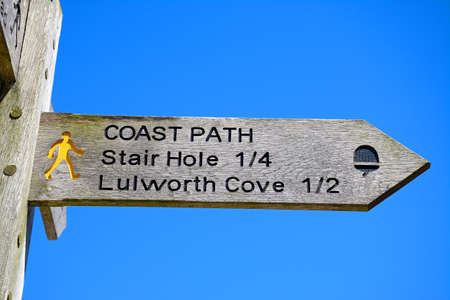 COAST PATH
Stair Hole 1/4
Lulworth Cove 1/2